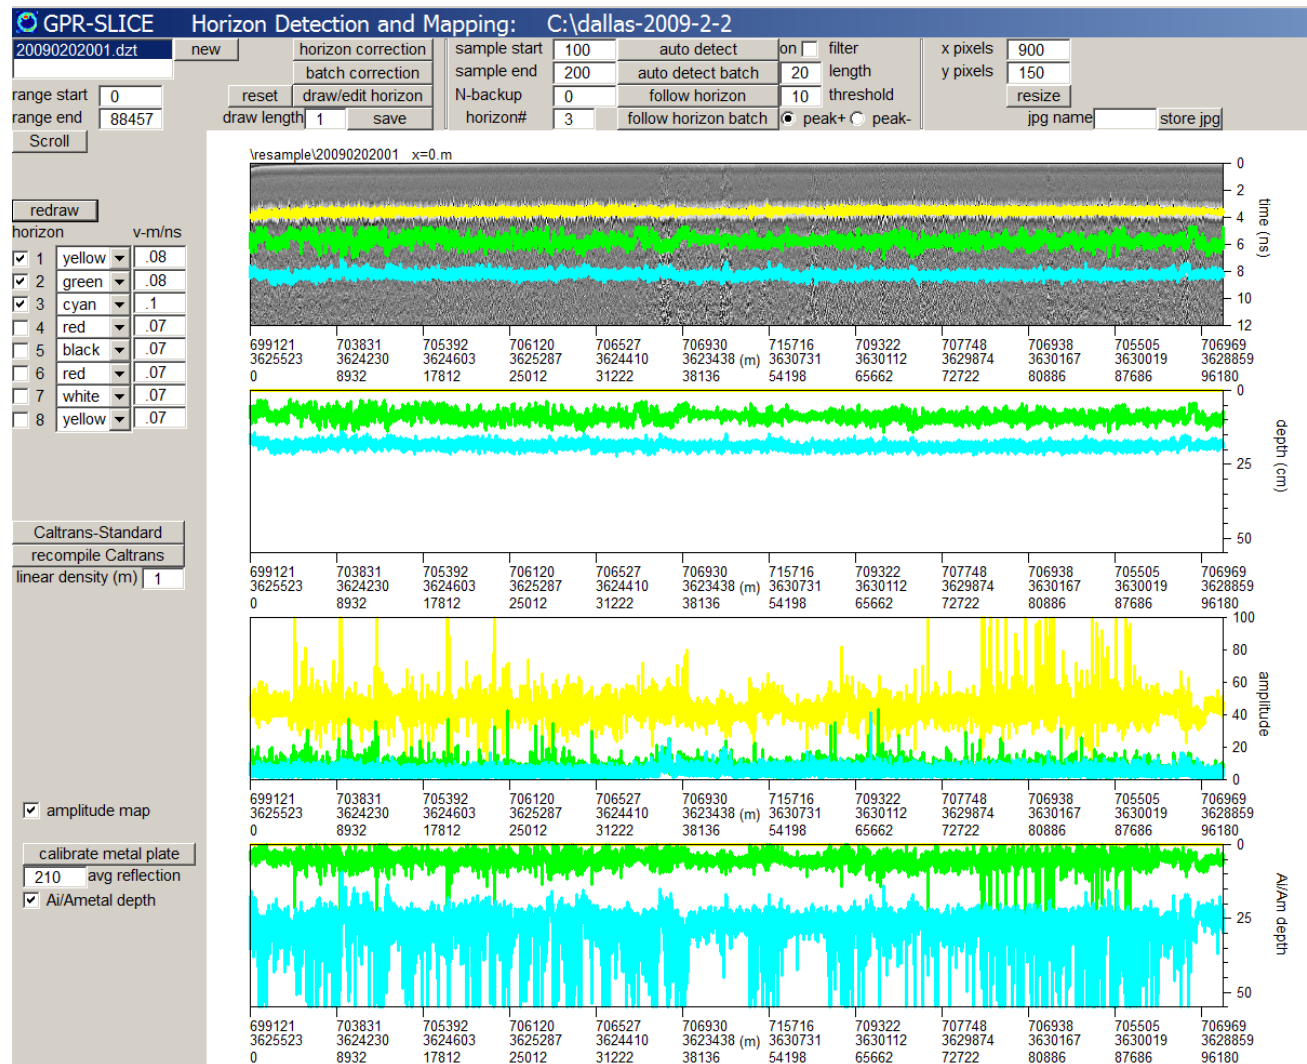 GPR-SLICE Horizon Detection and Mapping: C:\dallas-2009-2-2
20090202001.dzt new horizon correction sample start 100 auto detect on filter x pixels 900
batch correction sample end 200 auto detect batch 20 length y pixels 150
range start 0 reset draw/edit horizon N-backup 0 follow horizon 10 threshold resize
range end 88457 draw length 1 save horizon# 3 follow horizon batch peak+ peak- jpg name store jpg
Scroll
\resample\20090202001 x=0.m
redraw
horizon v-m/ns
1 yellow .08
2 green .08
3 cyan .1
4 red .07
5 black .07
6 red .07
7 white .07
8 yellow .07
0
2
4
6
8
10
12
time (ns)
699121 703831 705392 706120 706527 706930 715716 709322 707748 706938 705505 706969
3625523 3624230 3624603 3625287 3624410 3623438 (m) 3630731 3630112 3629874 3630167 3630019 3628859
0 8932 17812 25012 31222 38136 54198 65662 72722 80886 87686 96180
0
25
50
depth (cm)
Caltrans-Standard
recompile Caltrans
linear density (m) 1
699121 703831 705392 706120 706527 706930 715716 709322 707748 706938 705505 706969
3625523 3624230 3624603 3625287 3624410 3623438 (m) 3630731 3630112 3629874 3630167 3630019 3628859
0 8932 17812 25012 31222 38136 54198 65662 72722 80886 87686 96180
100
80
60
40
20
0
amplitude
699121 703831 705392 706120 706527 706930 715716 709322 707748 706938 705505 706969
3625523 3624230 3624603 3625287 3624410 3623438 (m) 3630731 3630112 3629874 3630167 3630019 3628859
0 8932 17812 25012 31222 38136 54198 65662 72722 80886 87686 96180
amplitude map
calibrate metal plate
210 avg reflection
Ai/Ametal depth
0
25
50
Ai/Am depth
699121 703831 705392 706120 706527 706930 715716 709322 707748 706938 705505 706969
3625523 3624230 3624603 3625287 3624410 3623438 (m) 3630731 3630112 3629874 3630167 3630019 3628859
0 8932 17812 25012 31222 38136 54198 65662 72722 80886 87686 96180